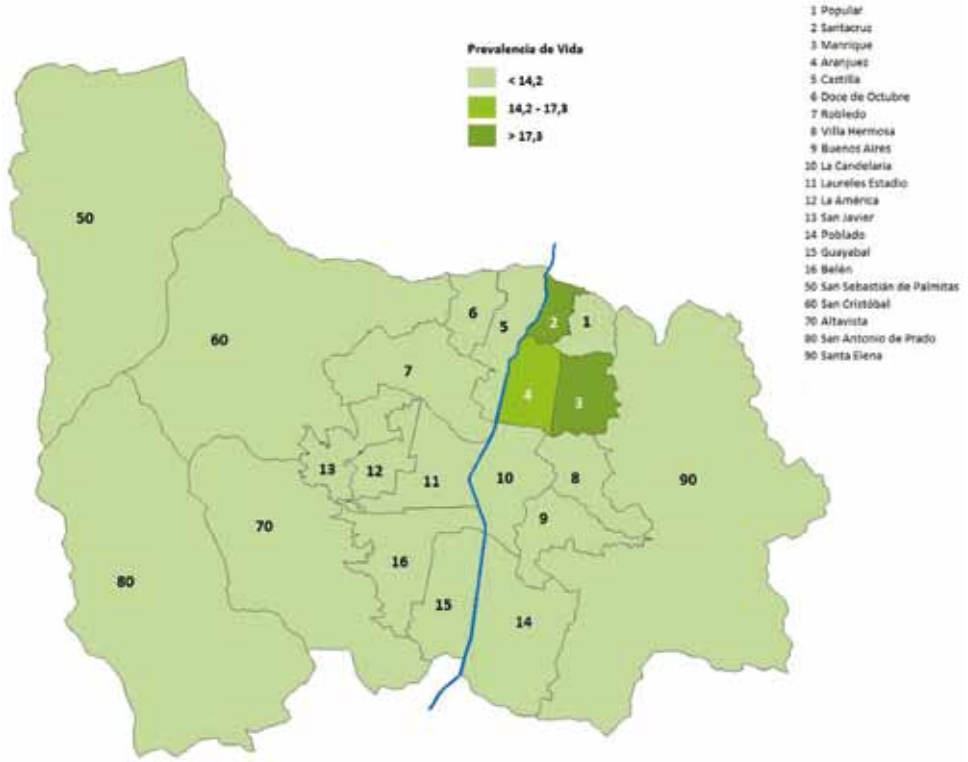 1 Popular
2 Santacruz
3 Manrique
4 Aranjuez
5 Castilla
6 Doce de Octubre
7 Robledo
8 Villa Hermosa
9 Buenos Aires
10 La Candelaria
11 Laureles Estadio
12 La América
13 San Javier
14 Poblado
15 Guayabal
16 Belén
50 San Sebastián de Palmitas
60 San Cristóbal
70 Altavista
80 San Antonio de Prado
90 Santa Elena
Prevalencia de Vida
< 14,2
14,2 - 17,3
> 17,3
50
60
6
5
2
1
7
4
3
13
12
11
10
8
90
9
70
16
80
15
14